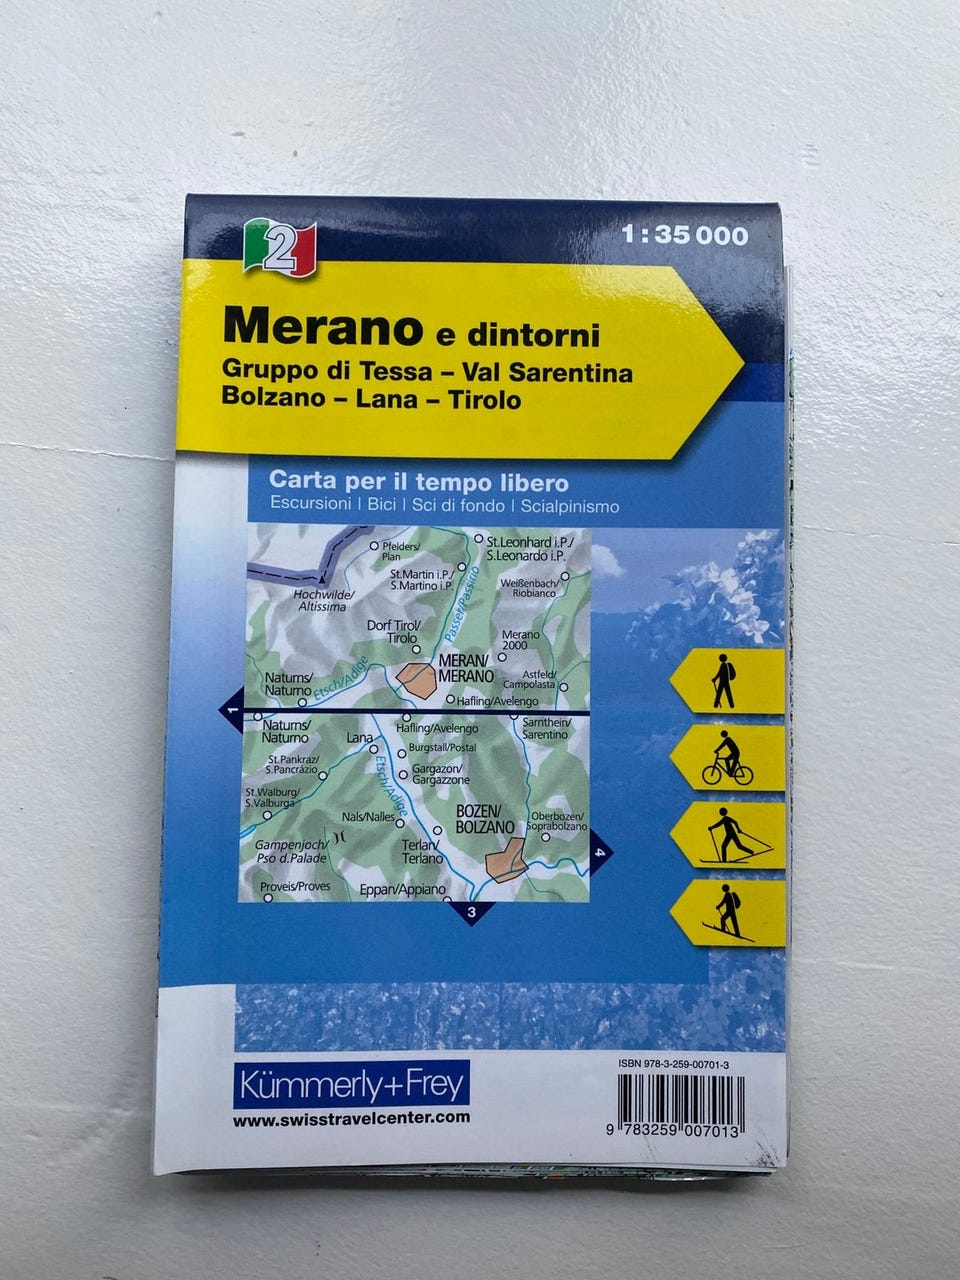 2
1:35 000
Merano e dintorni
Gruppo di Tessa – Val Sarentina
Bolzano – Lana – Tirolo
Carta per il tempo libero
Escursioni | Bici | Sci di fondo | Scialpinismo
Pfelders/
Plan
St.Leonhard i.P./
S.Leonardo i.P.
St.Martin i.P./
S.Martino i.P.
Weißenbach/
Riobianco
Hochwilde/
Altissima
Passer/Passirio
Dorf Tirol/
Tirolo
Merano
2000
MERAN/
MERANO
Naturns/
Naturno
Etsch/Adige
Astfeld/
Campolasta
Hafling/Avelengo
1
Naturns/
Naturno
Hafling/Avelengo
Sarnthein/
Sarentino
Lana
Burgstall/Postal
St.Pankraz/
S.Pancrázio
Gargazon/
Gargazzone
Etsch/Adige
St.Walburg/
S.Valburga
Nals/Nalles
BOZEN/
BOLZANO
Oberbozen/
Soprabolzano
Gampenjoch/
Pso d.Palade
Terlan/
Terlano
4
Proveis/Proves
Eppan/Appiano
3
Kümmerly+Frey
www.swisstravelcenter.com
ISBN 978-3-259-00701-3
9 783259 007013